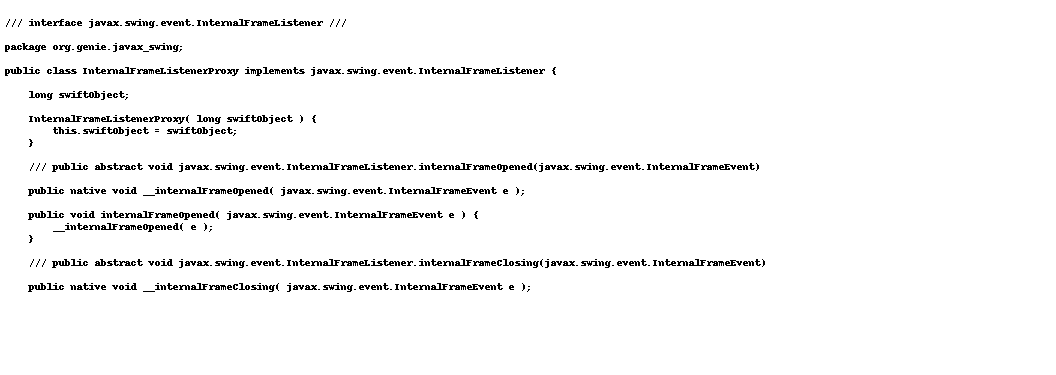 /// interface javax.swing.event.InternalFrameListener ///

package org.genie.javax_swing;

public class InternalFrameListenerProxy implements javax.swing.event.InternalFrameListener {

    long swiftObject;

    InternalFrameListenerProxy( long swiftObject ) {
        this.swiftObject = swiftObject;
    }

    /// public abstract void javax.swing.event.InternalFrameListener.internalFrameOpened(javax.swing.event.InternalFrameEvent)

    public native void __internalFrameOpened( javax.swing.event.InternalFrameEvent e );

    public void internalFrameOpened( javax.swing.event.InternalFrameEvent e ) {
        __internalFrameOpened( e );
    }

    /// public abstract void javax.swing.event.InternalFrameListener.internalFrameClosing(javax.swing.event.InternalFrameEvent)

    public native void __internalFrameClosing( javax.swing.event.InternalFrameEvent e );